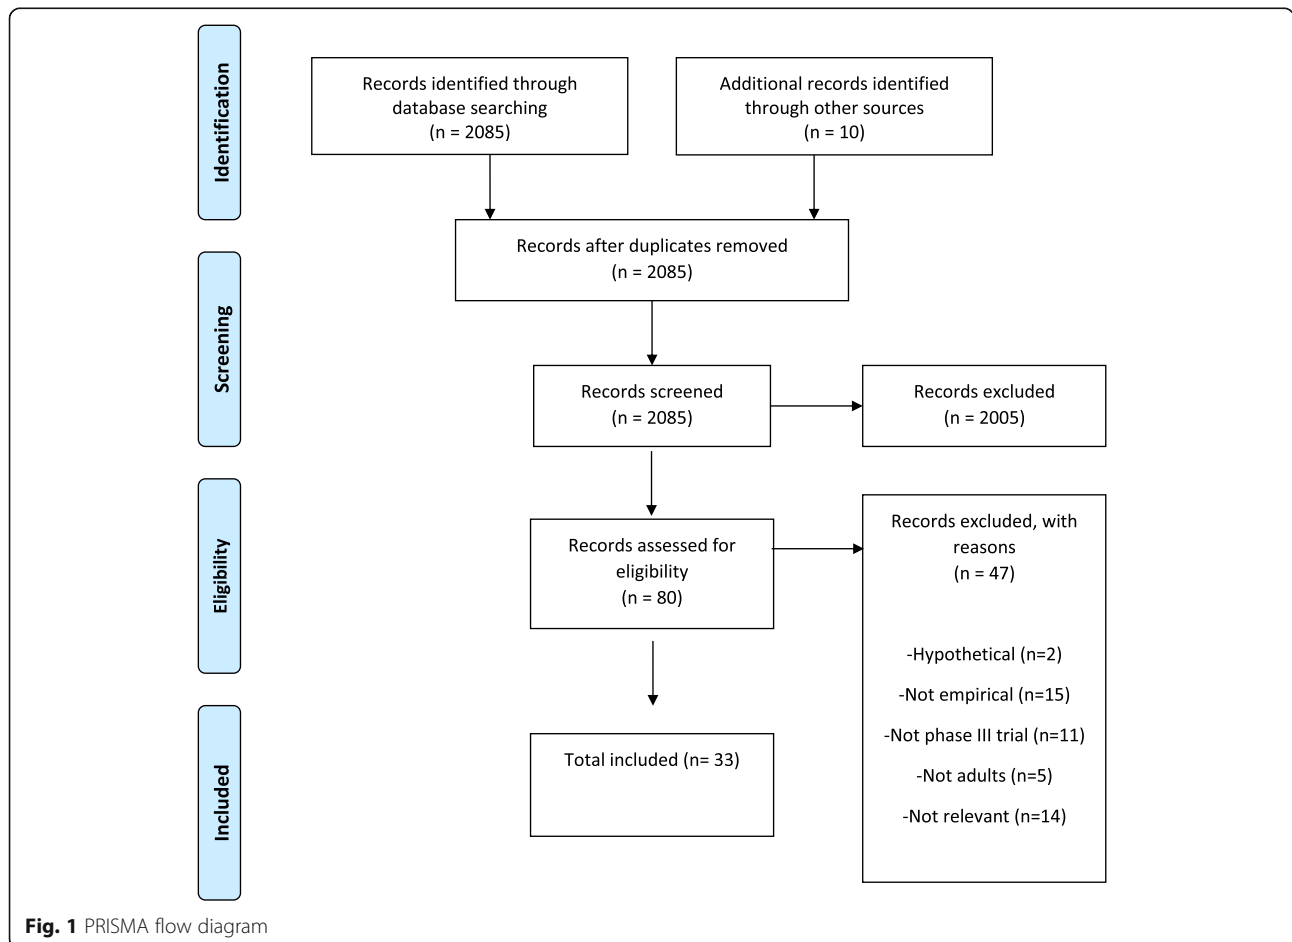 Identification
Records identified through
database searching
(n = 2085)
Additional records identified
through other sources
(n = 10)
Records after duplicates removed
(n = 2085)
Screening
Records screened
(n = 2085)
Records excluded
(n = 2005)
Eligibility
Records assessed for
eligibility
(n = 80)
Records excluded, with
reasons
(n = 47)
-Hypothetical (n=2)
-Not empirical (n=15)
-Not phase III trial (n=11)
-Not adults (n=5)
-Not relevant (n=14)
Included
Total included (n= 33)
Fig. 1 PRISMA flow diagram